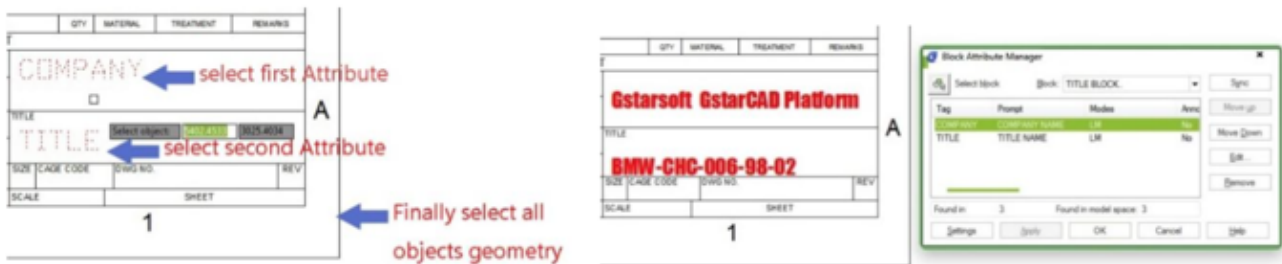 QTY MATERIAL TREATMENT REMARKS
T
COMPANY
select first Attribute
A
TITLE
TITLE
Select object: 3025.4034
select second Attribute
SIZE CAGE CODE DWG NO. REV
SCALE SHEET
1
Finally select all
objects geometry
QTY MATERIAL TREATMENT REMARKS
T
Gstarsoft GstarCAD Platform
A
TITLE
BMW-CHC-006-98-02
SIZE CAGE CODE DWG NO. REV
SCALE SHEET
1
Block Attribute Manager
Select block Block: TITLE BLOCK.
Sync
Tag Prompt Modes Anno
COMPANY COMPANY NAME LM No
TITLE TITLE NAME LM No
Move up
Move Down
Edit...
Remove
Found in 3 Found in model space: 3
Settings Apply OK Cancel Help